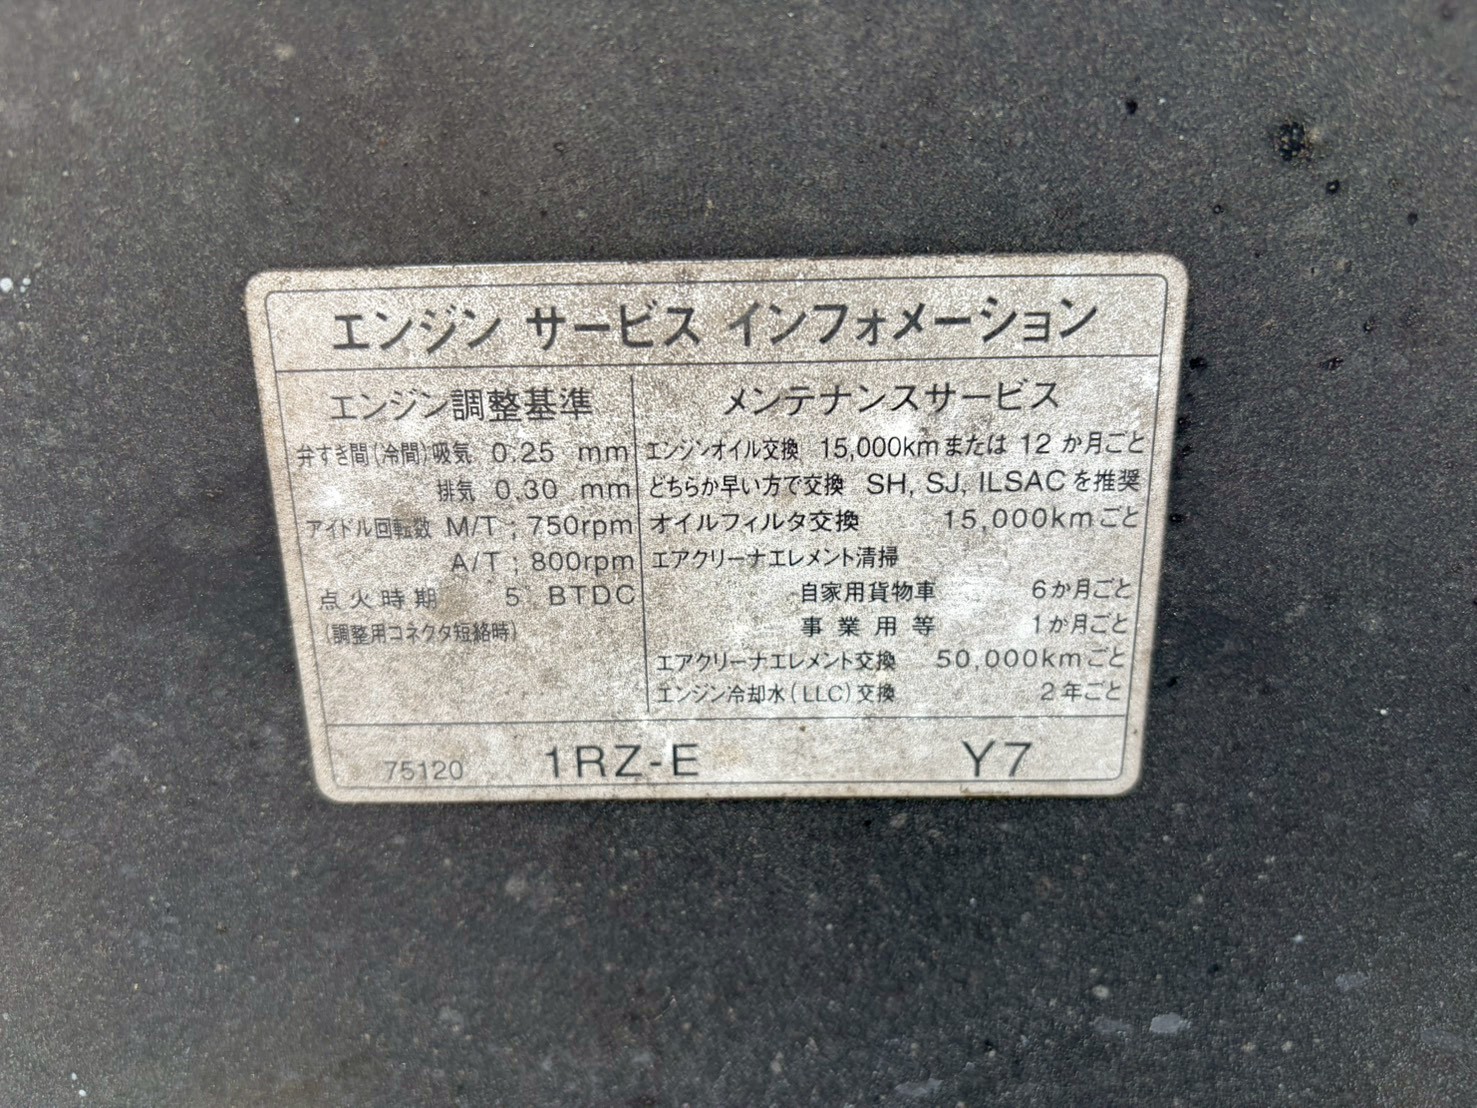 エンジン サービス インフォメーション
エンジン調整基準
弁すき間(冷間)吸気 0.25 mm
排気 0.30 mm
アイドル回転数 M/T ; 750rpm
A/T ; 800rpm
点火時期 5° BTDC
(調整用コネクタ短絡時)
メンテナンスサービス
エンジンオイル交換 15,000kmまたは 12 か月ごと
どちらか早い方で交換 SH, SJ, ILSACを推奨
オイルフィルタ交換 15,000kmごと
エアクリーナエレメント清掃
自家用貨物車 6か月ごと
事業用等 1か月ごと
エアクリーナエレメント交換 50,000kmごと
エンジン冷却水(LLC)交換 2年ごと
75120 1RZ-E Y7